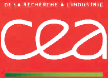 DE LA RECHERCHE À L'INDUSTRIE
cea